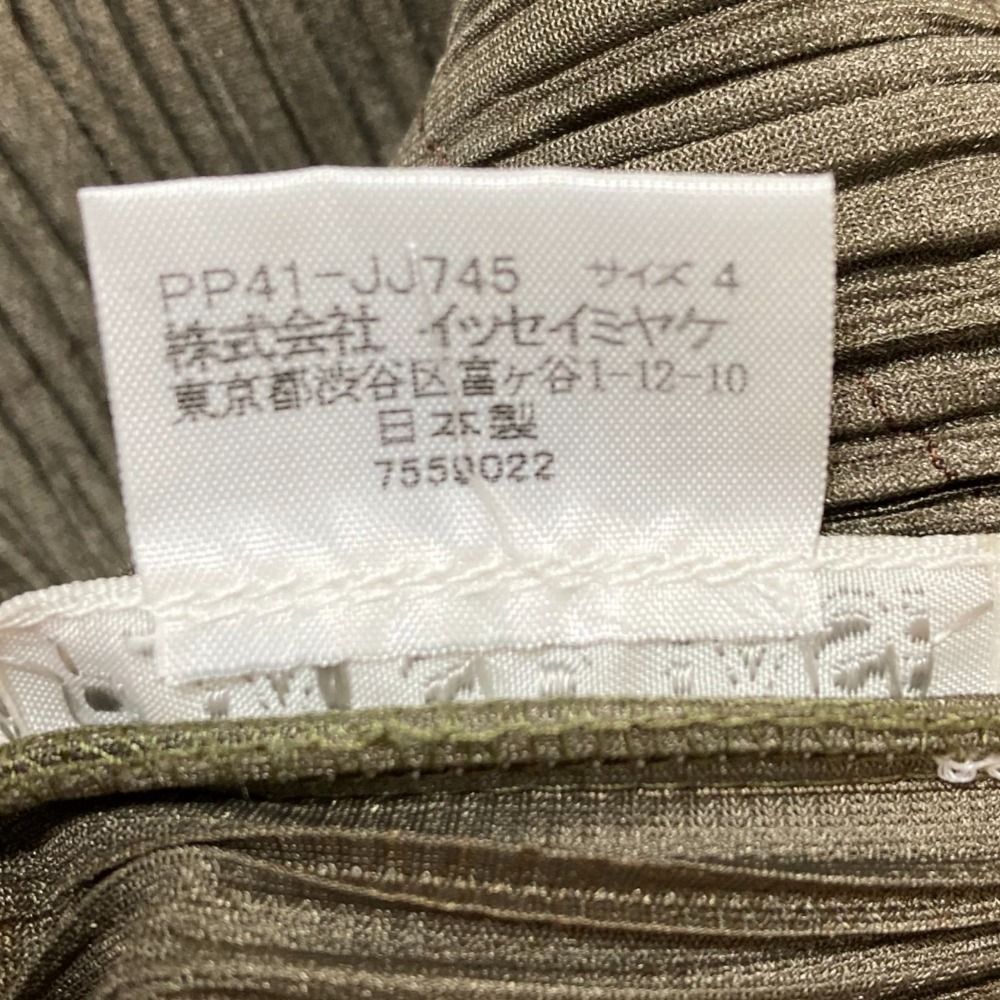 PP41-JJ745 サイズ 4
株式会社 イッセイミヤケ
東京都渋谷区富ヶ谷1-12-10
日本製
7559022